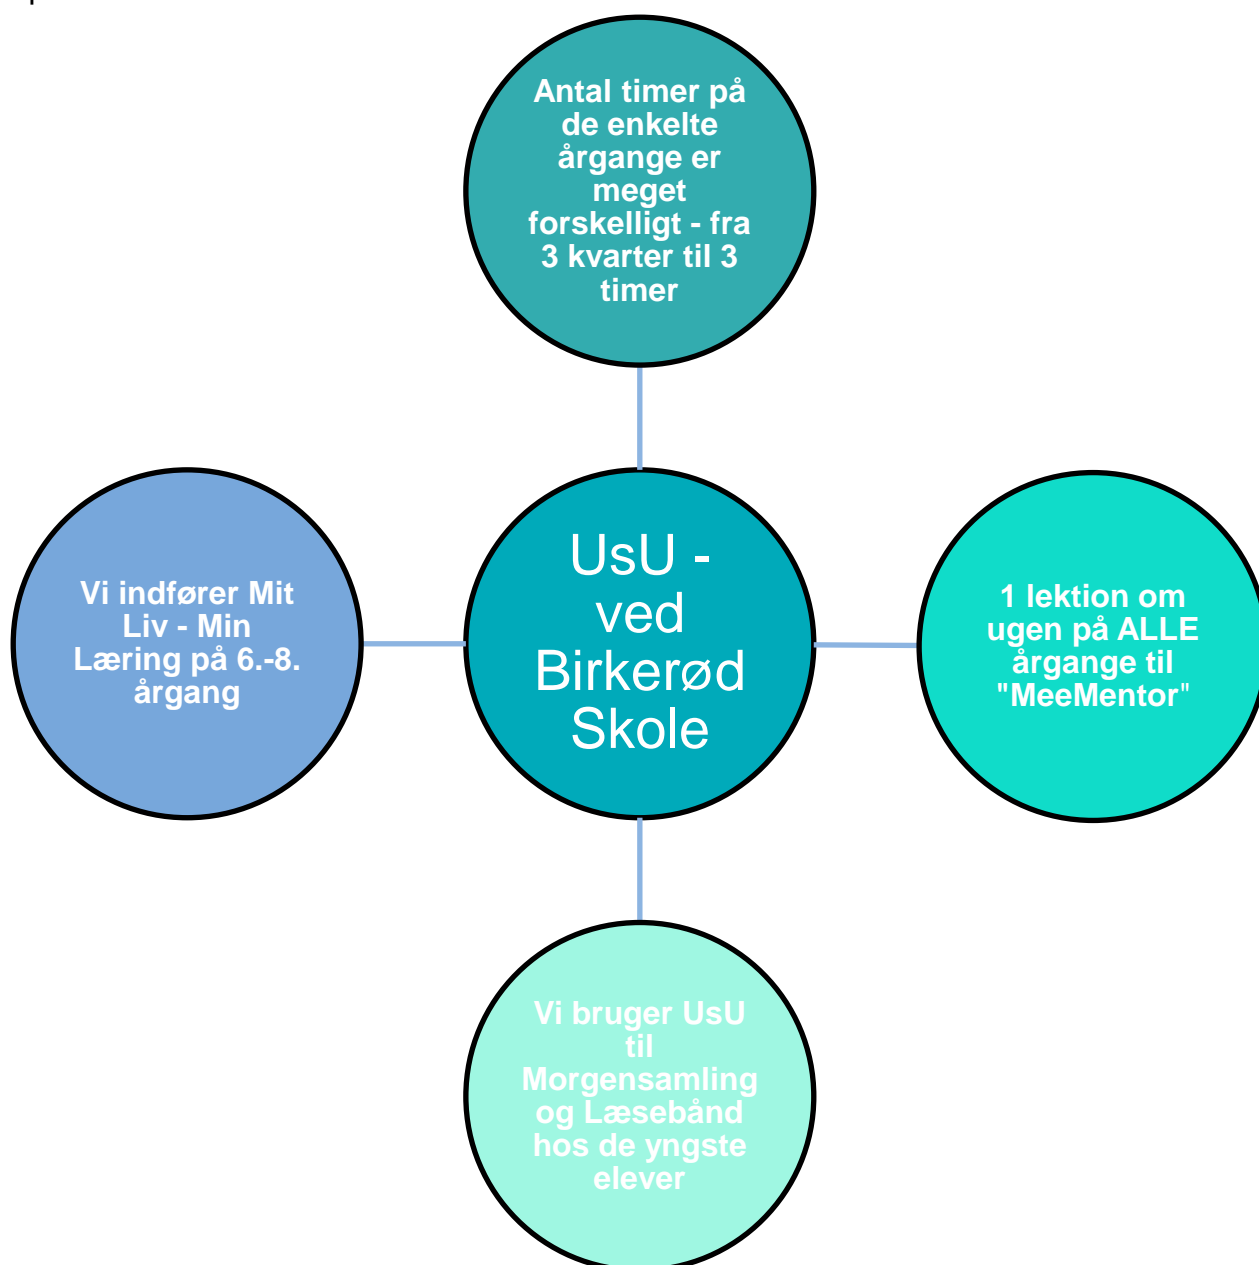 Antal timer på
de enkelte
årgange er
meget
forskelligt - fra
3 kvarter til 3
timer
Vi indfører Mit
Liv - Min
Læring på 6.-8.
årgang
UsU -
ved
Birkerød
Skole
1 lektion om
ugen på ALLE
årgange til
"MeeMentor"
Vi bruger UsU
til
Morgensamling
og Læsebånd
hos de yngste
elever